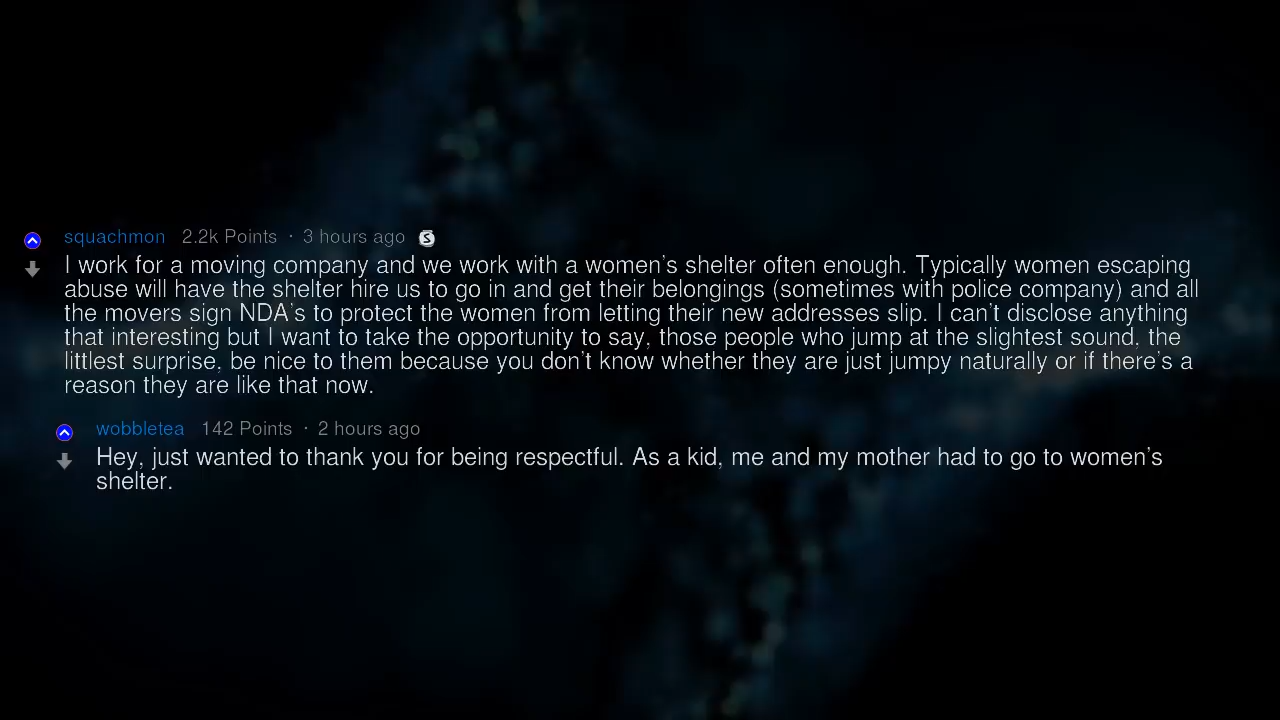 squachmon 2.2k Points · 3 hours ago
I work for a moving company and we work with a women's shelter often enough. Typically women escaping
abuse will have the shelter hire us to go in and get their belongings (sometimes with police company) and all
the movers sign NDA's to protect the women from letting their new addresses slip. I can't disclose anything
that interesting but I want to take the opportunity to say, those people who jump at the slightest sound, the
littlest surprise, be nice to them because you don't know whether they are just jumpy naturally or if there's a
reason they are like that now.
wobbletea 142 Points · 2 hours ago
Hey, just wanted to thank you for being respectful. As a kid, me and my mother had to go to women's
shelter.